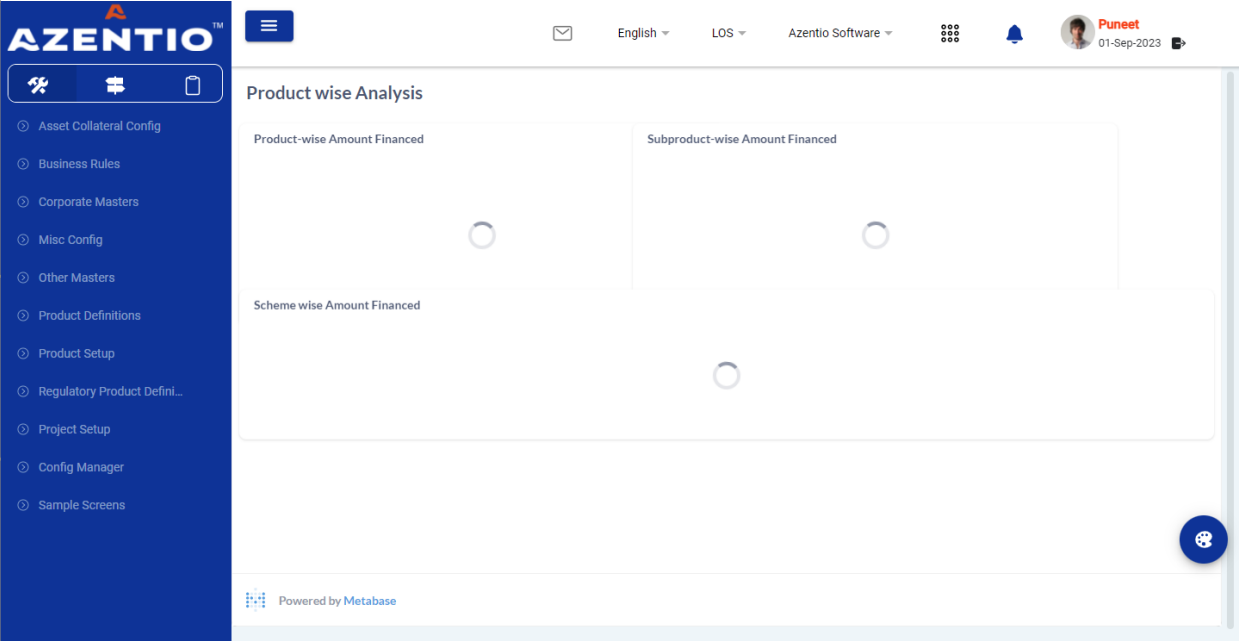 AZENTIO™
English
LOS
Azentio Software
Puneet
01-Sep-2023
Asset Collateral Config
Business Rules
Corporate Masters
Misc Config
Other Masters
Product Definitions
Product Setup
Regulatory Product Defini...
Project Setup
Config Manager
Sample Screens
Product wise Analysis
Product-wise Amount Financed
Subproduct-wise Amount Financed
Scheme wise Amount Financed
Powered by Metabase